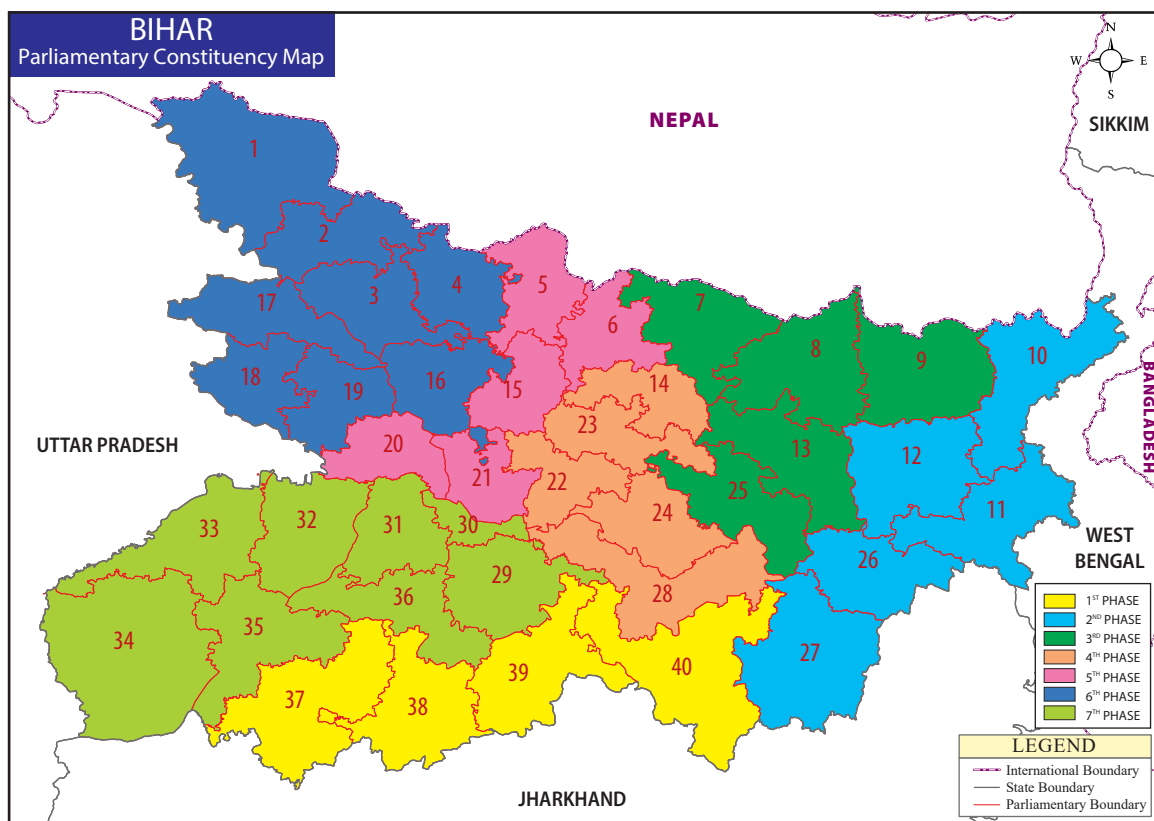 BIHAR
Parliamentary Constituency Map
N
W E
S
NEPAL
SIKKIM
1
2
3
4
5
6
7
8
9
10
17
18
19
16
15
14
23
13
12
11
BANGLADESH
UTTAR PRADESH
20
21
22
25
24
26
WEST
BENGAL
33
32
31
30
29
28
27
34
35
36
37
38
39
40
1ST PHASE
2ND PHASE
3RD PHASE
4TH PHASE
5TH PHASE
6TH PHASE
7TH PHASE
LEGEND
International Boundary
State Boundary
Parliamentary Boundary
JHARKHAND